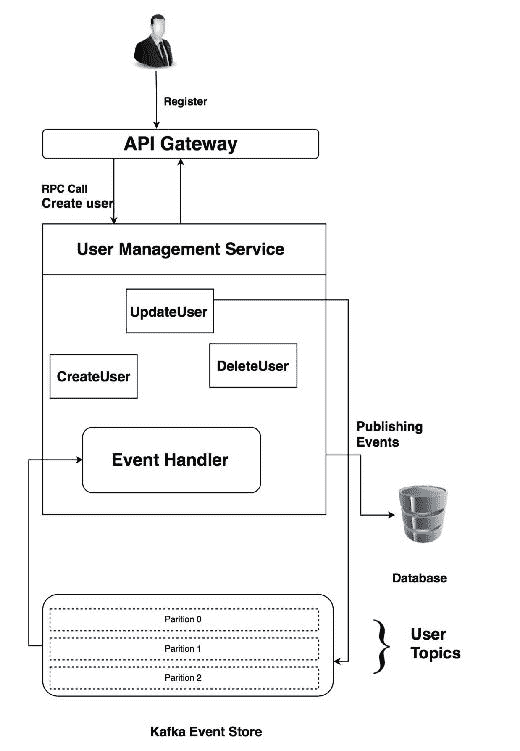 Register
API Gateway
RPC Call
Create user
User Management Service
UpdateUser
DeleteUser
CreateUser
Publishing
Events
Event Handler
Database
Parition 0
Parition 1
Parition 2
User
Topics
Kafka Event Store